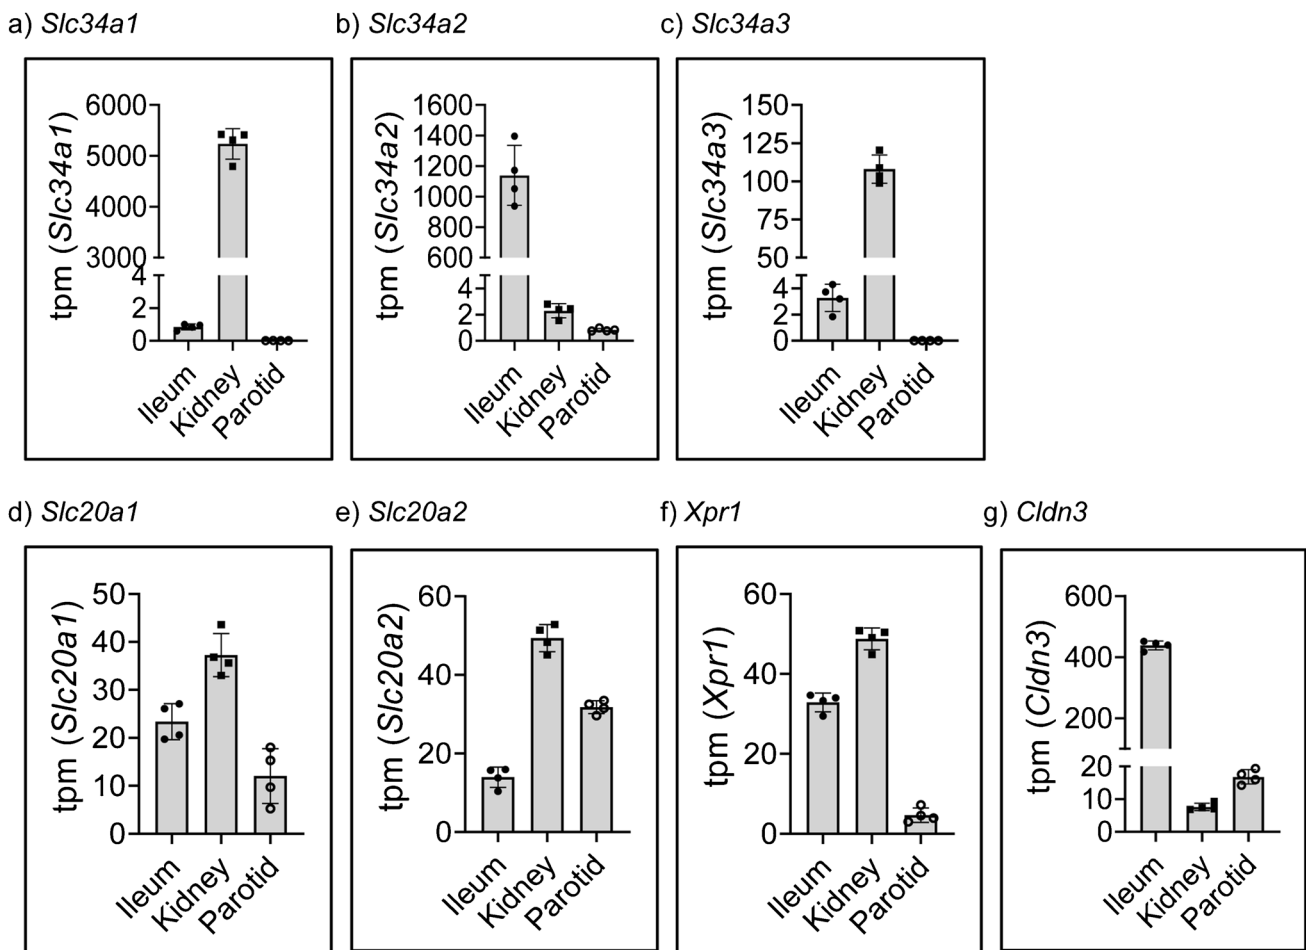 a) Slc34a1
b) Slc34a2
c) Slc34a3
tpm (Slc34a1)
6000
5000
4000
3000
4
2
0
Ileum
Kidney
Parotid
tpm (Slc34a2)
1600
1400
1200
1000
800
600
4
2
0
Ileum
Kidney
Parotid
tpm (Slc34a3)
150
125
100
75
50
4
2
0
Ileum
Kidney
Parotid
d) Slc20a1
e) Slc20a2
f) Xpr1
g) Cldn3
tpm (Slc20a1)
50
40
30
20
10
0
Ileum
Kidney
Parotid
tpm (Slc20a2)
60
40
20
0
Ileum
Kidney
Parotid
tpm (Xpr1)
60
40
20
0
Ileum
Kidney
Parotid
tpm (Cldn3)
600
400
200
20
10
0
Ileum
Kidney
Parotid